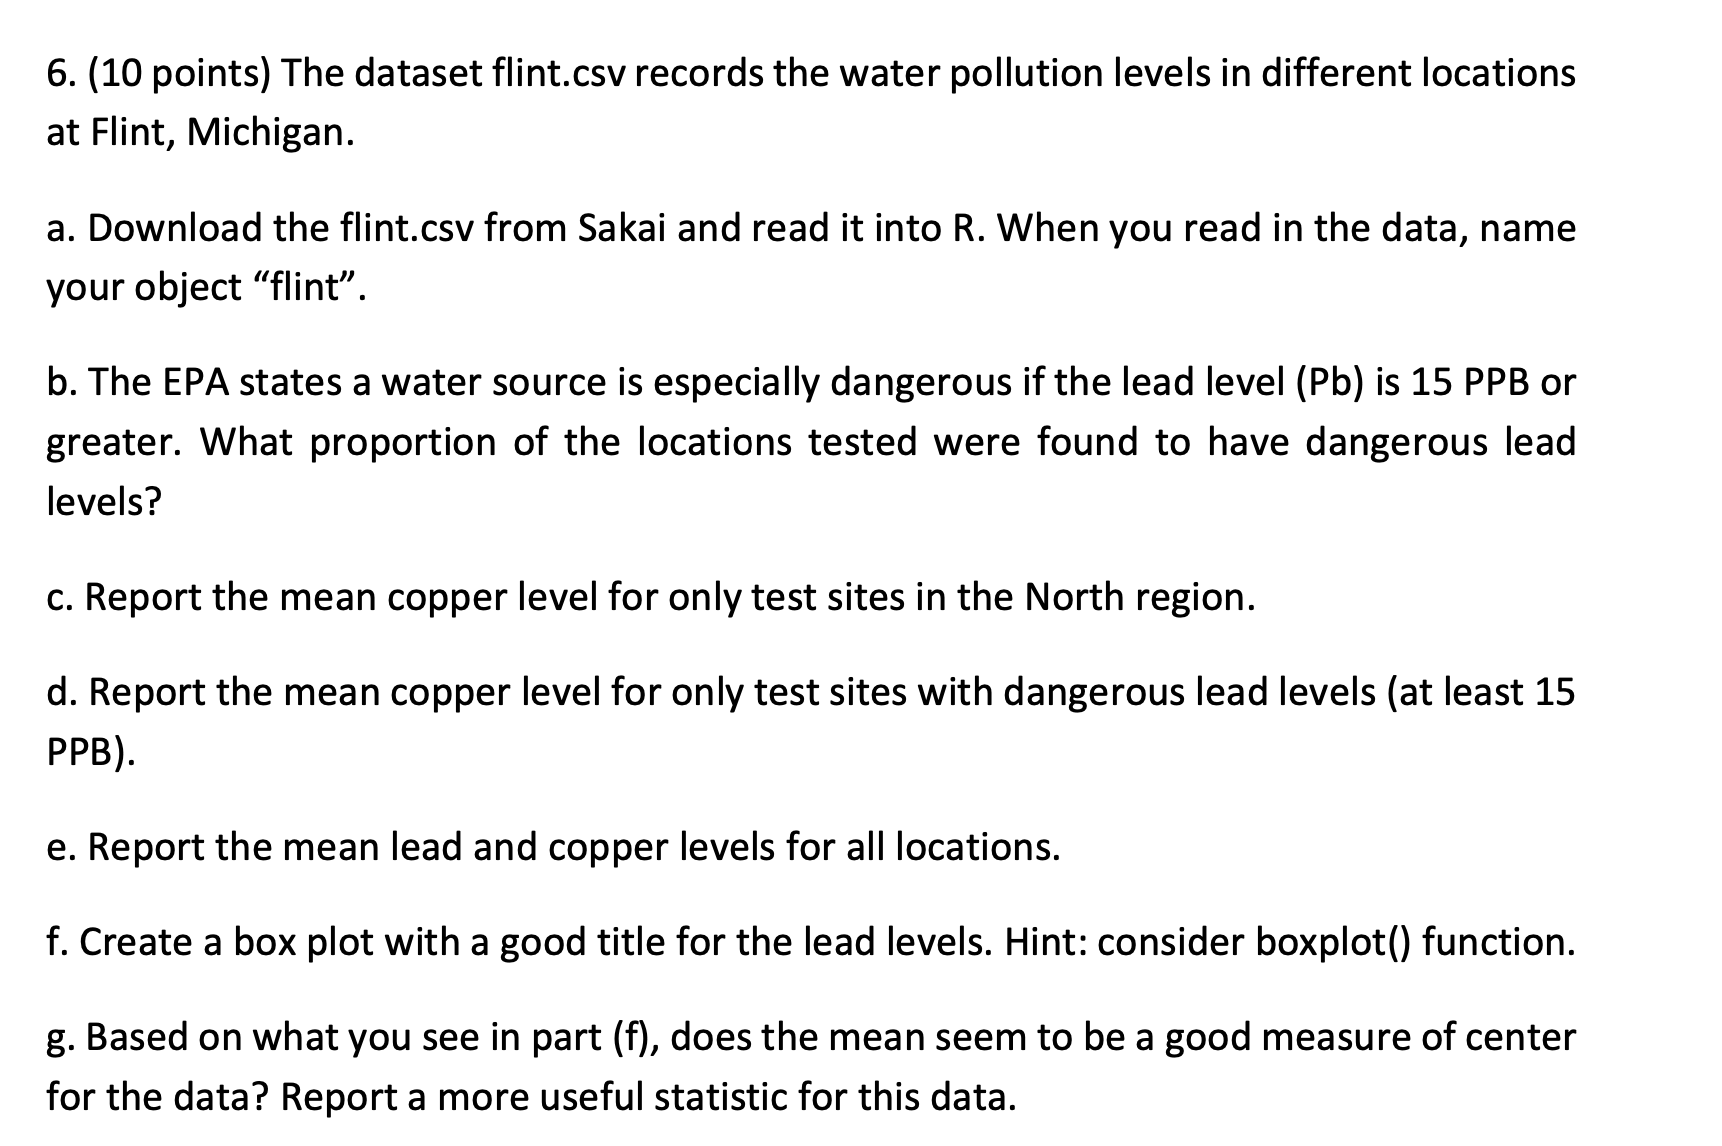 6. (10 points) The dataset flint.csv records the water pollution levels in different locations
at Flint, Michigan.
a. Download the flint.csv from Sakai and read it into R. When you read in the data, name
your object “flint”.
b. The EPA states a water source is especially dangerous if the lead level (Pb) is 15 PPB or
greater. What proportion of the locations tested were found to have dangerous lead
levels?
c. Report the mean copper level for only test sites in the North region.
d. Report the mean copper level for only test sites with dangerous lead levels (at least 15
PPB).
e. Report the mean lead and copper levels for all locations.
f. Create a box plot with a good title for the lead levels. Hint: consider boxplot() function.
g. Based on what you see in part (f), does the mean seem to be a good measure of center
for the data? Report a more useful statistic for this data.